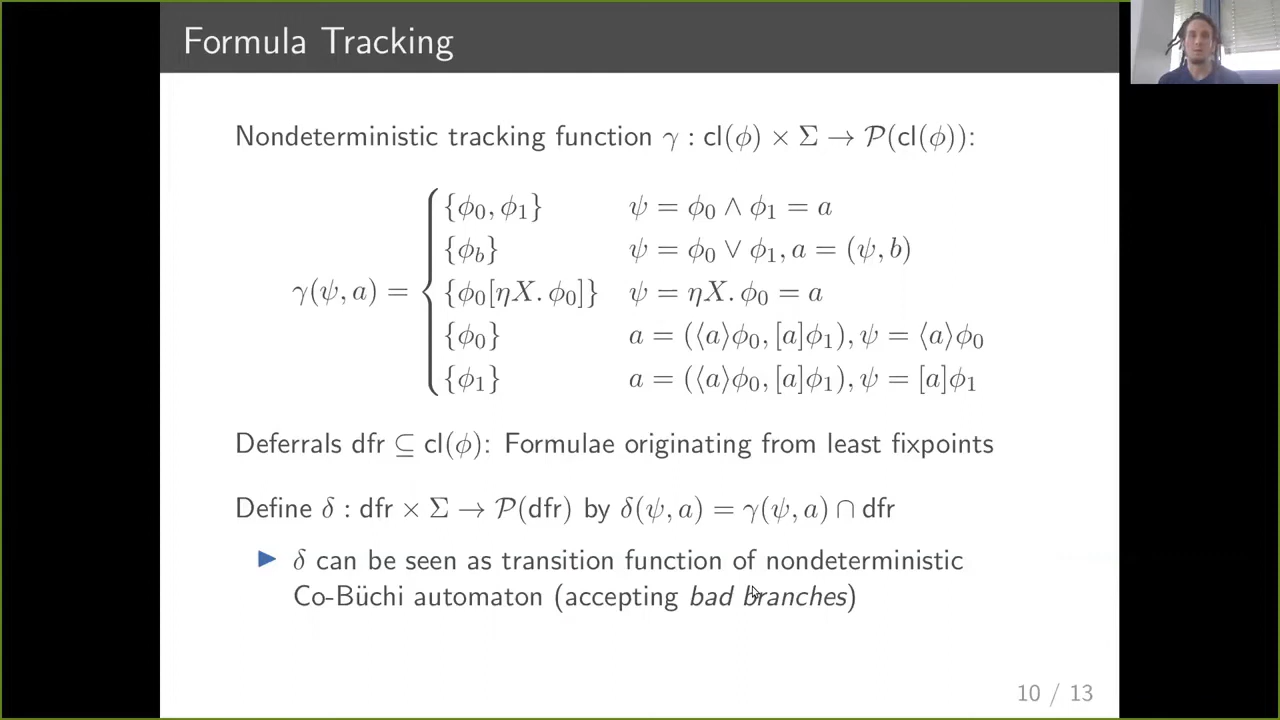 Formula Tracking
Nondeterministic tracking function γ : cl(ϕ) × Σ → 𝒫(cl(ϕ)):
{ϕ₀, ϕ₁} ψ = ϕ₀ ∧ ϕ₁ = a
{ϕ_b} ψ = ϕ₀ ∨ ϕ₁, a = (ψ, b)
γ(ψ, a) = {ϕ₀[ηX. ϕ₀]} ψ = ηX. ϕ₀ = a
{ϕ₀} a = (⟨a⟩ϕ₀, [a]ϕ₁), ψ = ⟨a⟩ϕ₀
{ϕ₁} a = (⟨a⟩ϕ₀, [a]ϕ₁), ψ = [a]ϕ₁
Deferrals dfr ⊆ cl(ϕ): Formulae originating from least fixpoints
Define δ : dfr × Σ → 𝒫(dfr) by δ(ψ, a) = γ(ψ, a) ∩ dfr
▶ δ can be seen as transition function of nondeterministic
Co-Büchi automaton (accepting bad branches)
10 / 13